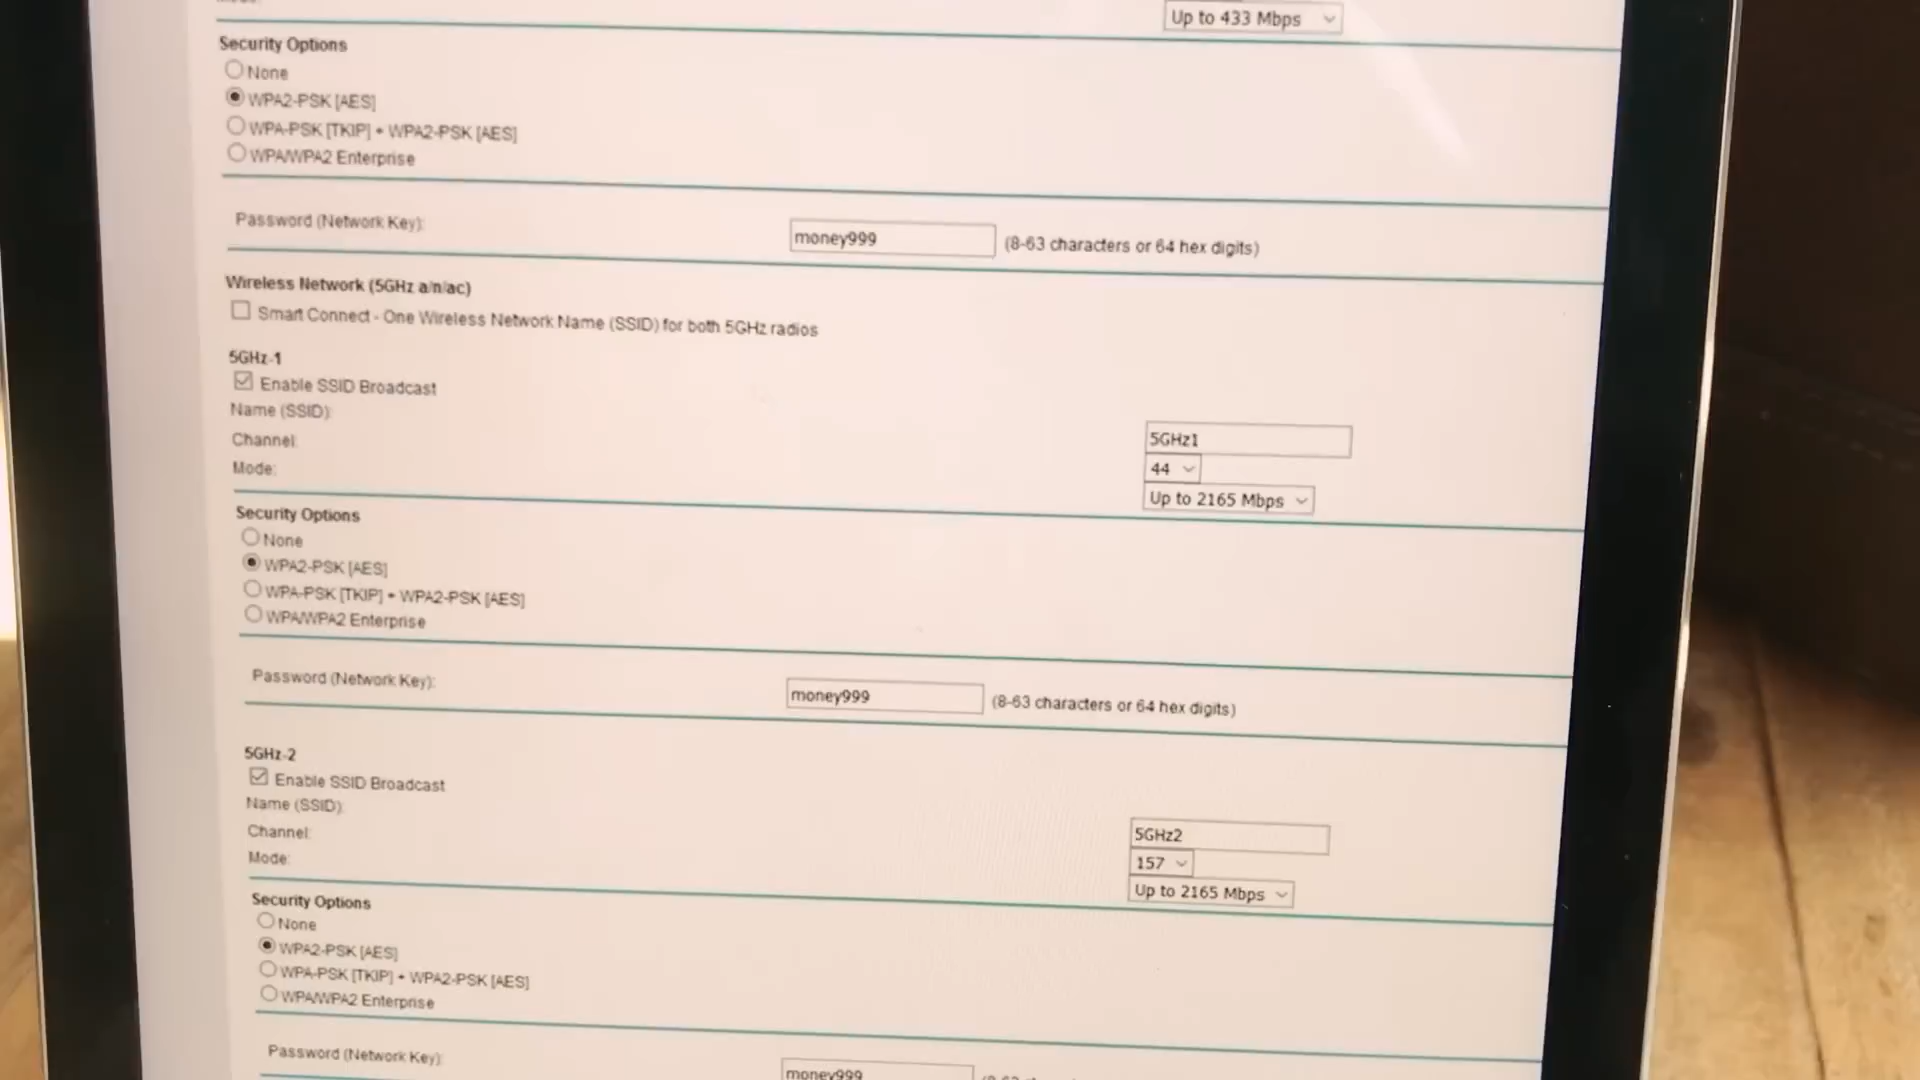 Up to 433 Mbps
Security Options
None
WPA2-PSK [AES]
WPA-PSK [TKIP] + WPA2-PSK [AES]
WPA/WPA2 Enterprise
Password (Network Key): money999 (8-63 characters or 64 hex digits)
Wireless Network (5GHz a/n/ac)
Smart Connect - One Wireless Network Name (SSID) for both 5GHz radios
5GHz-1
Enable SSID Broadcast
Name (SSID): 5GHz1
Channel: 44
Mode: Up to 2165 Mbps
Security Options
None
WPA2-PSK [AES]
WPA-PSK [TKIP] + WPA2-PSK [AES]
WPA/WPA2 Enterprise
Password (Network Key): money999 (8-63 characters or 64 hex digits)
5GHz-2
Enable SSID Broadcast
Name (SSID): 5GHz2
Channel: 157
Mode: Up to 2165 Mbps
Security Options
None
WPA2-PSK [AES]
WPA-PSK [TKIP] + WPA2-PSK [AES]
WPA/WPA2 Enterprise
Password (Network Key): money999